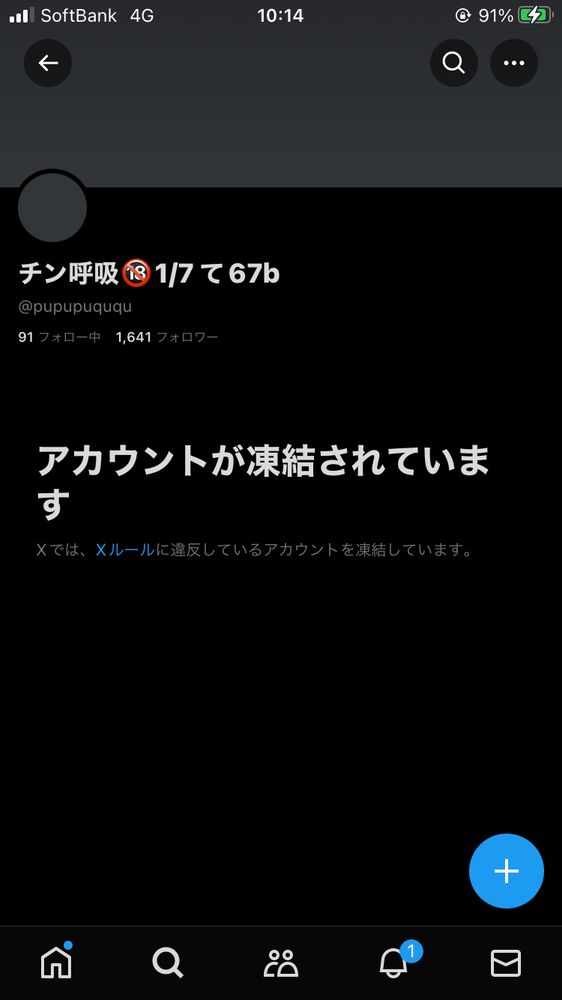 SoftBank 4G 10:14 91%
チン呼吸🔞1/7 て67b
@pupupuququ
91 フォロー中 1,641 フォロワー
アカウントが凍結されていま
す
Xでは、Xルールに違反しているアカウントを凍結しています。
1